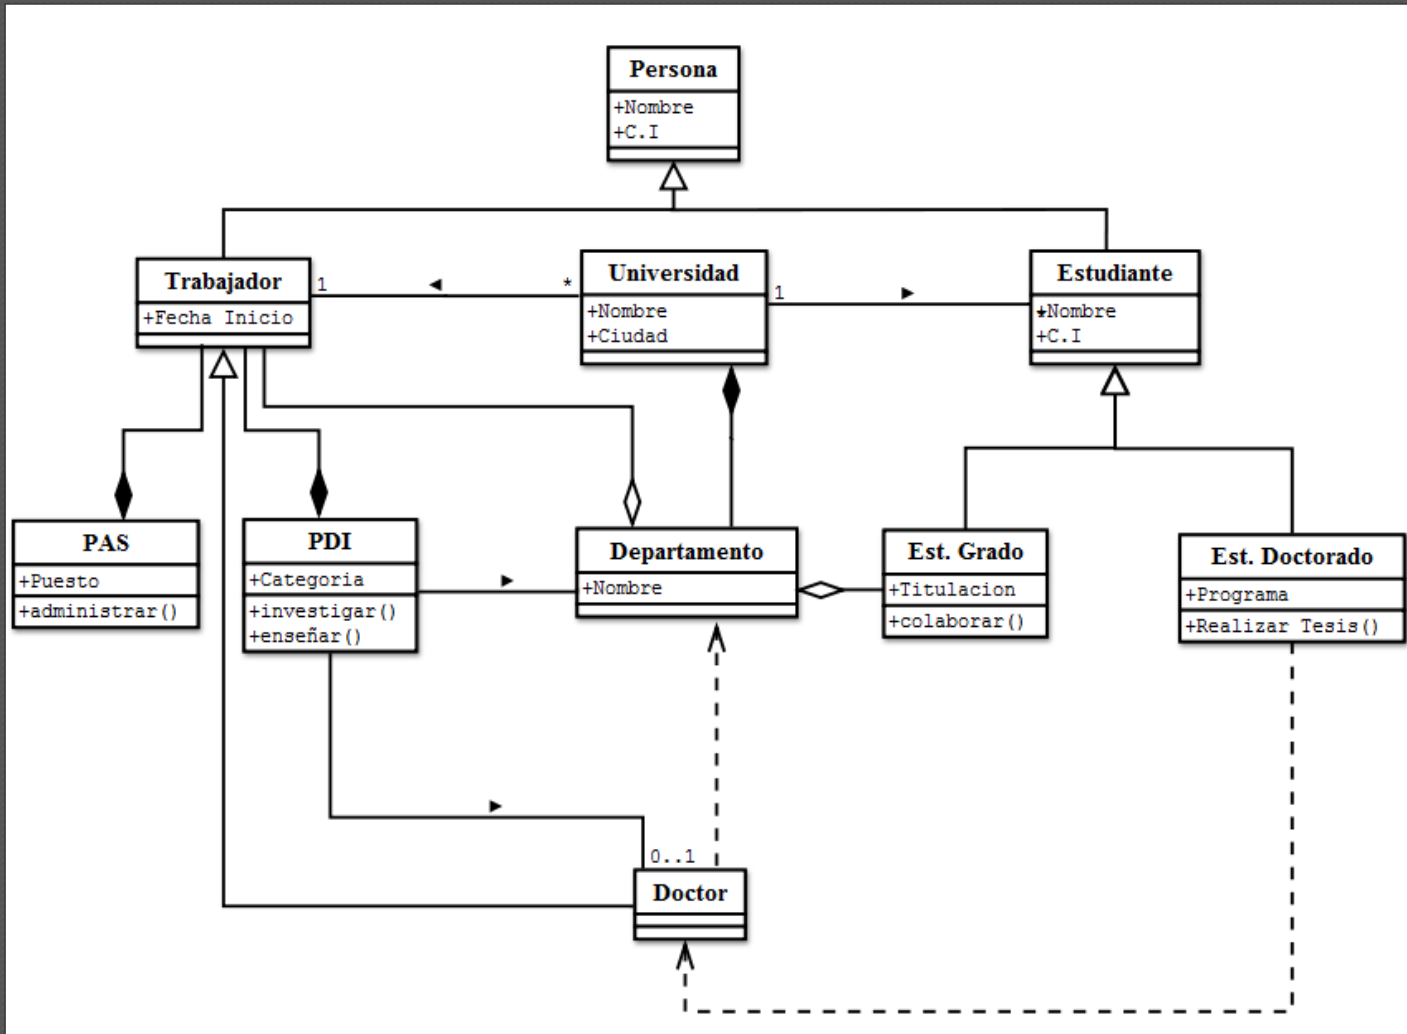 Persona
+Nombre
+C.I
Trabajador
+Fecha Inicio
1
*
Universidad
+Nombre
+Ciudad
1
Estudiante
*
+Nombre
+C.I
PAS
+Puesto
+administrar()
PDI
+Categoria
+investigar()
+enseñar()
Departamento
+Nombre
Est. Grado
+Titulacion
+colaborar()
Est. Doctorado
+Programa
+Realizar Tesis()
0..1
Doctor